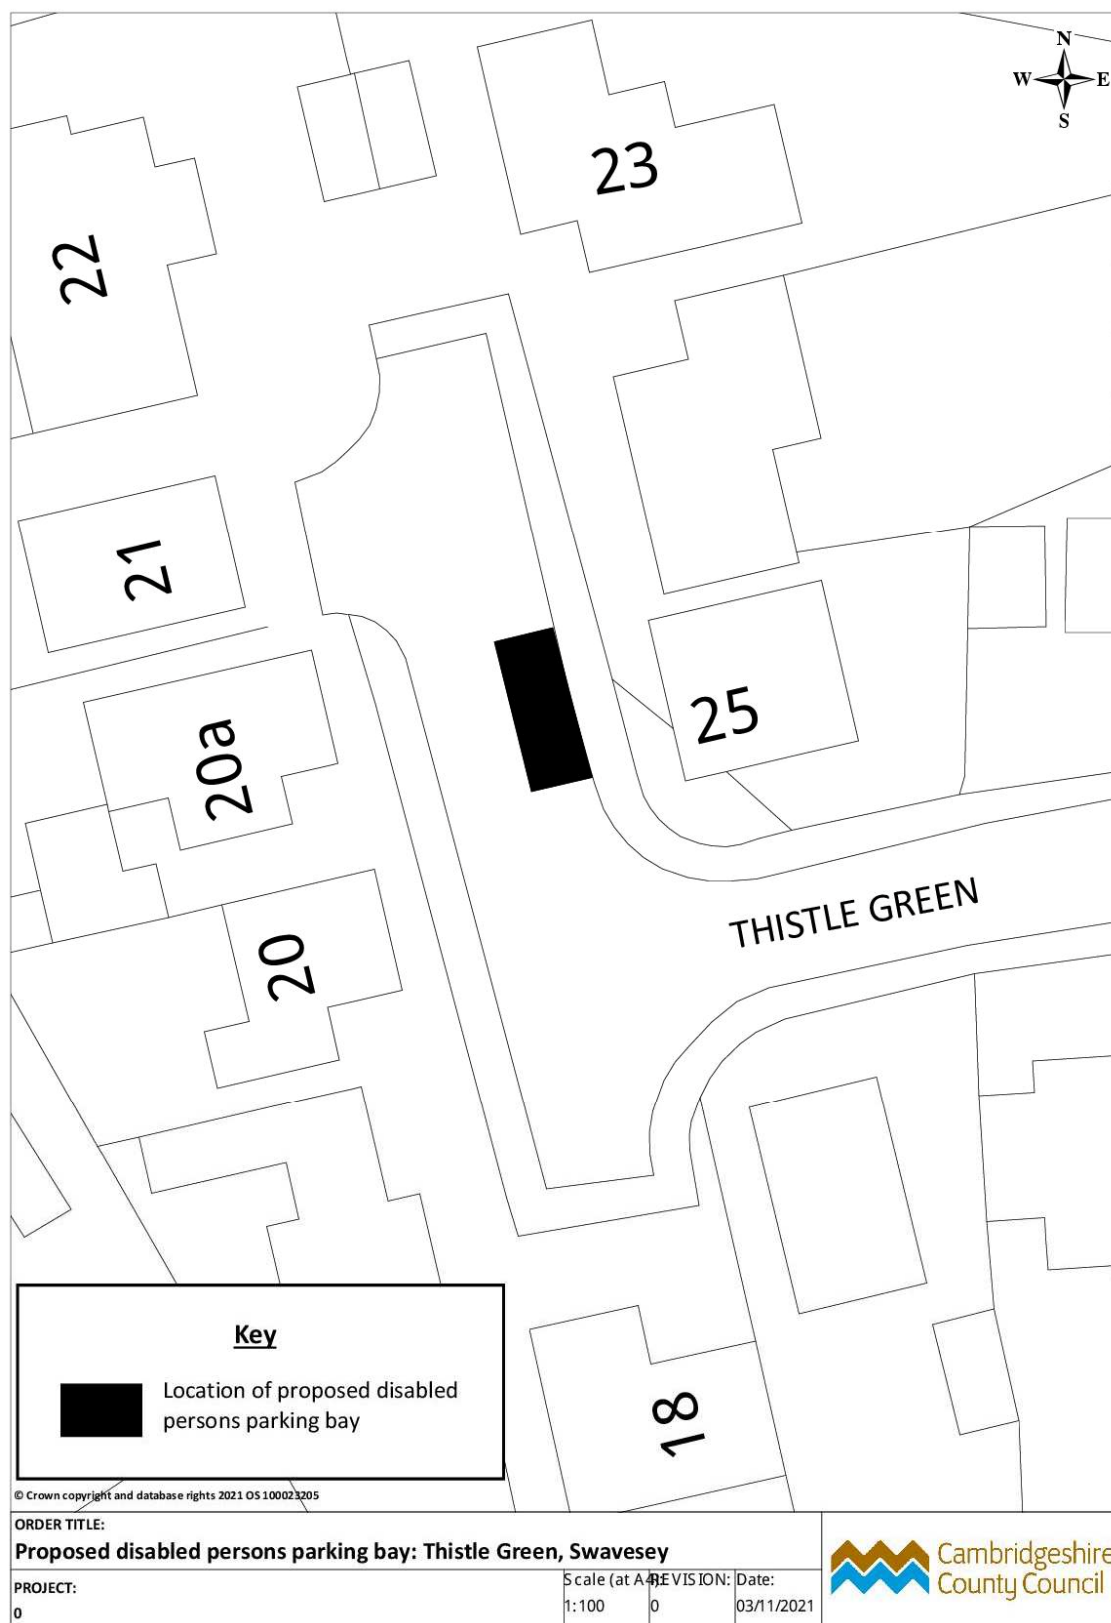 N
W E
S
23
22
21
25
20a
THISTLE GREEN
20
18
Key
Location of proposed disabled
persons parking bay
© Crown copyright and database rights 2021 OS 100023205
ORDER TITLE:
Proposed disabled persons parking bay: Thistle Green, Swavesey
PROJECT:
0
Scale (at A4):
1:100
REVISION:
0
Date:
03/11/2021
Cambridgeshire
County Council